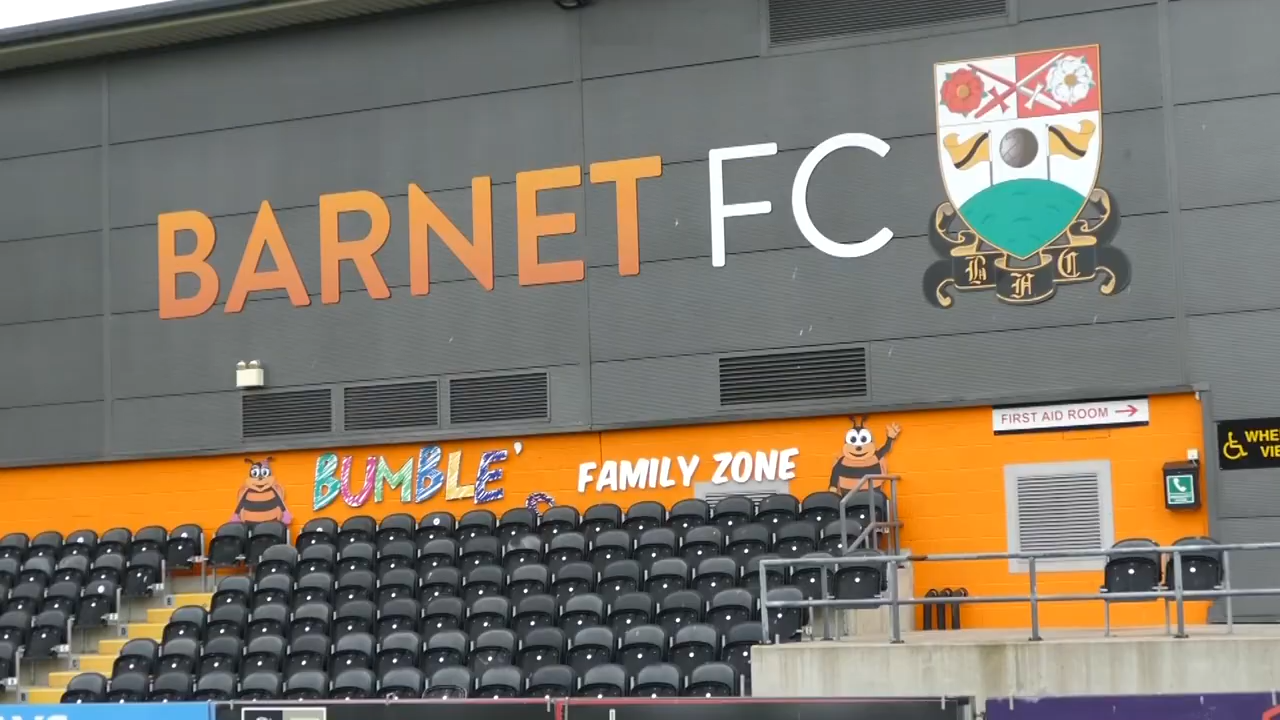 BARNET FC
B F C
BUMBLE'S
FAMILY ZONE
FIRST AID ROOM